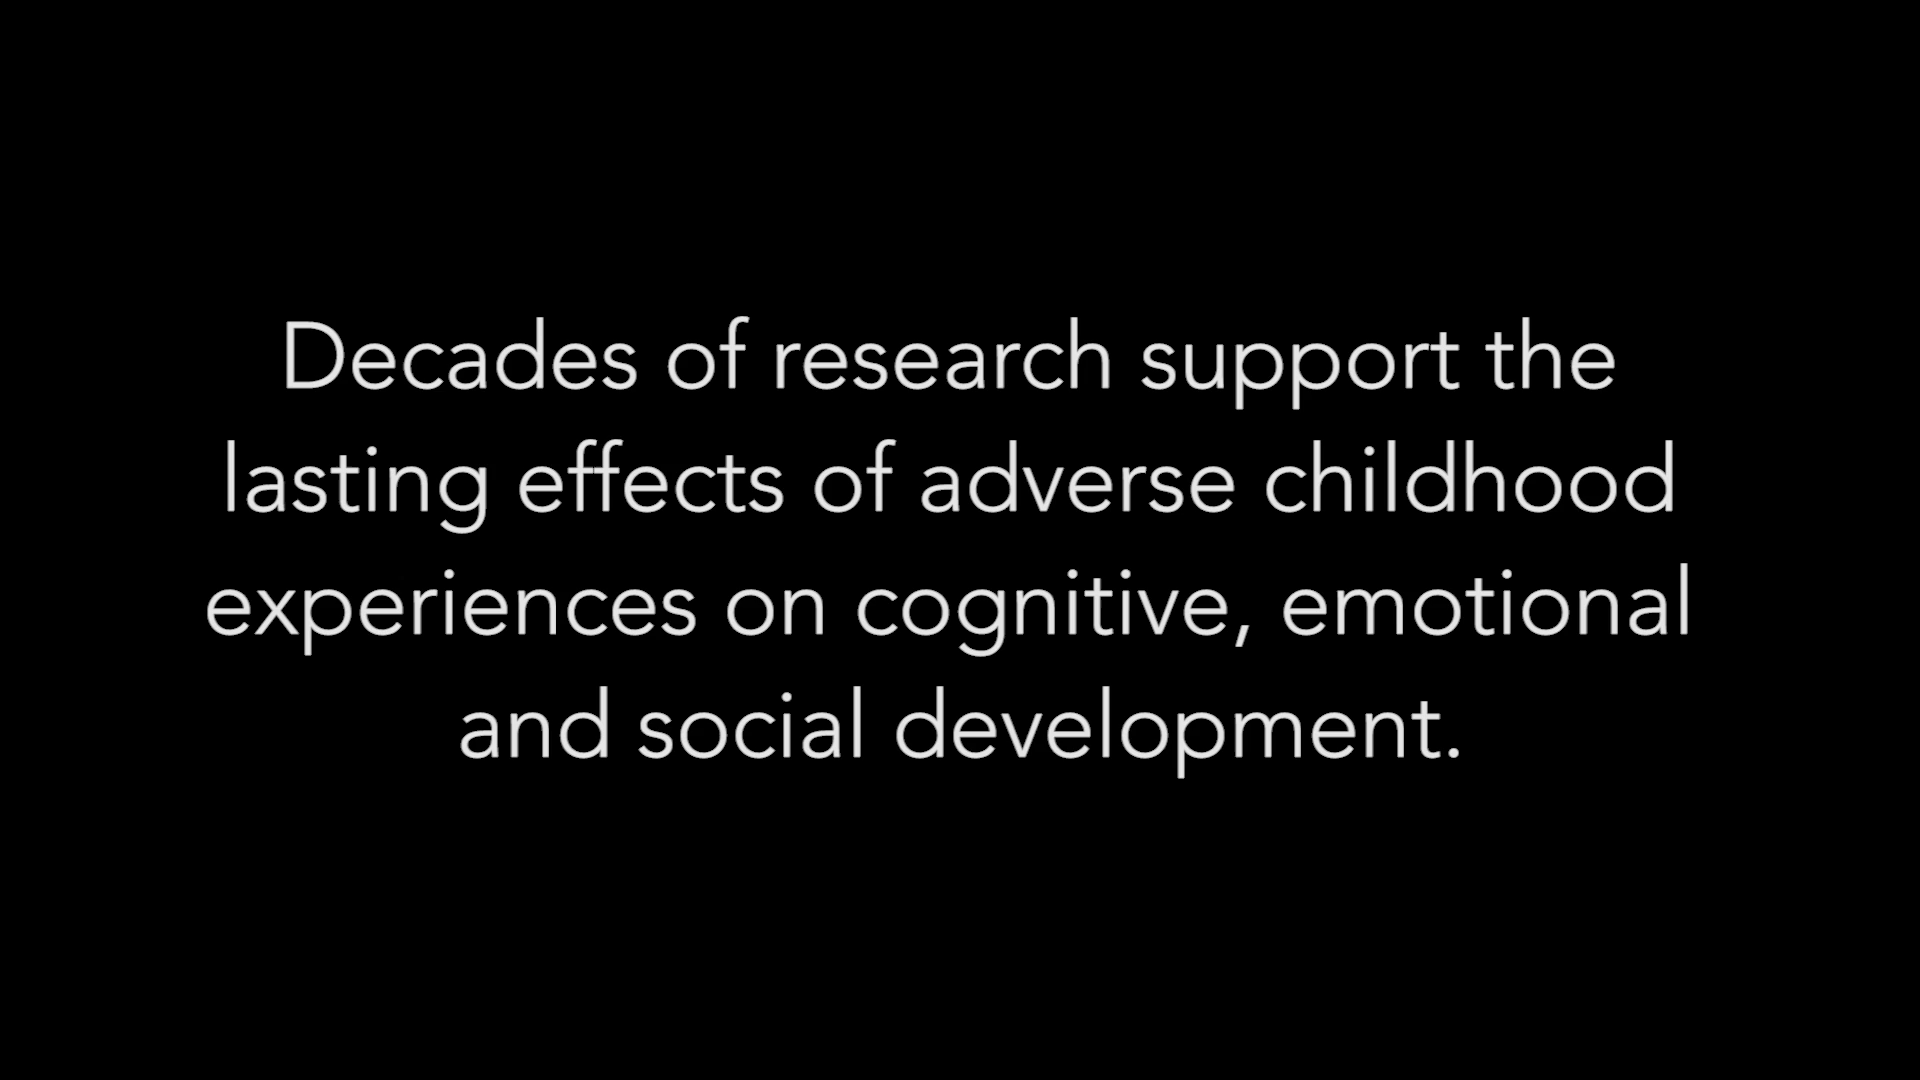 Decades of research support the
lasting effects of adverse childhood
experiences on cognitive, emotional
and social development.